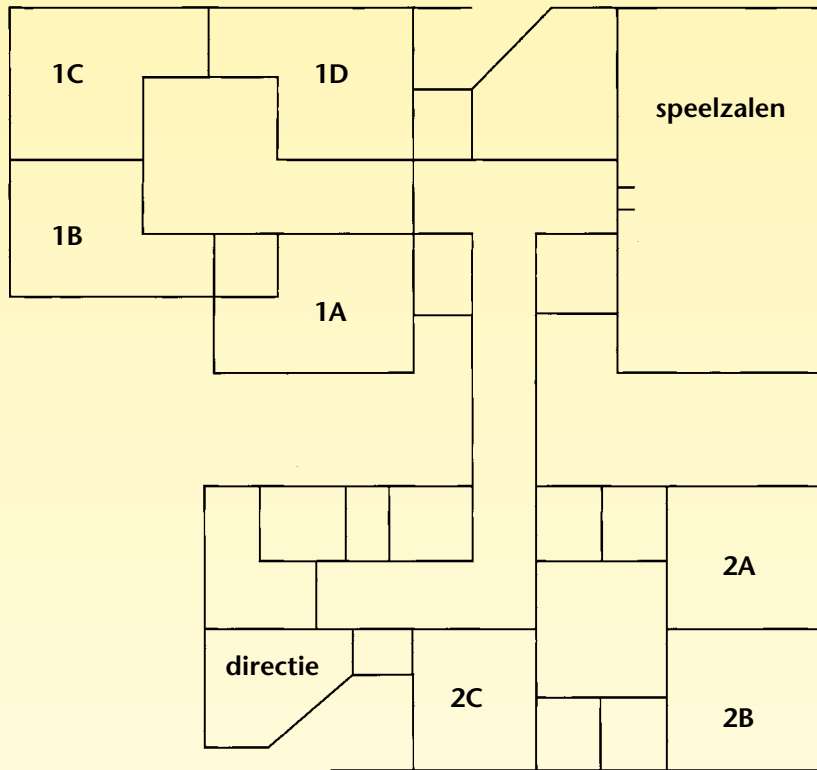 1C
1D
speelzalen
1B
1A
2A
directie
2C
2B